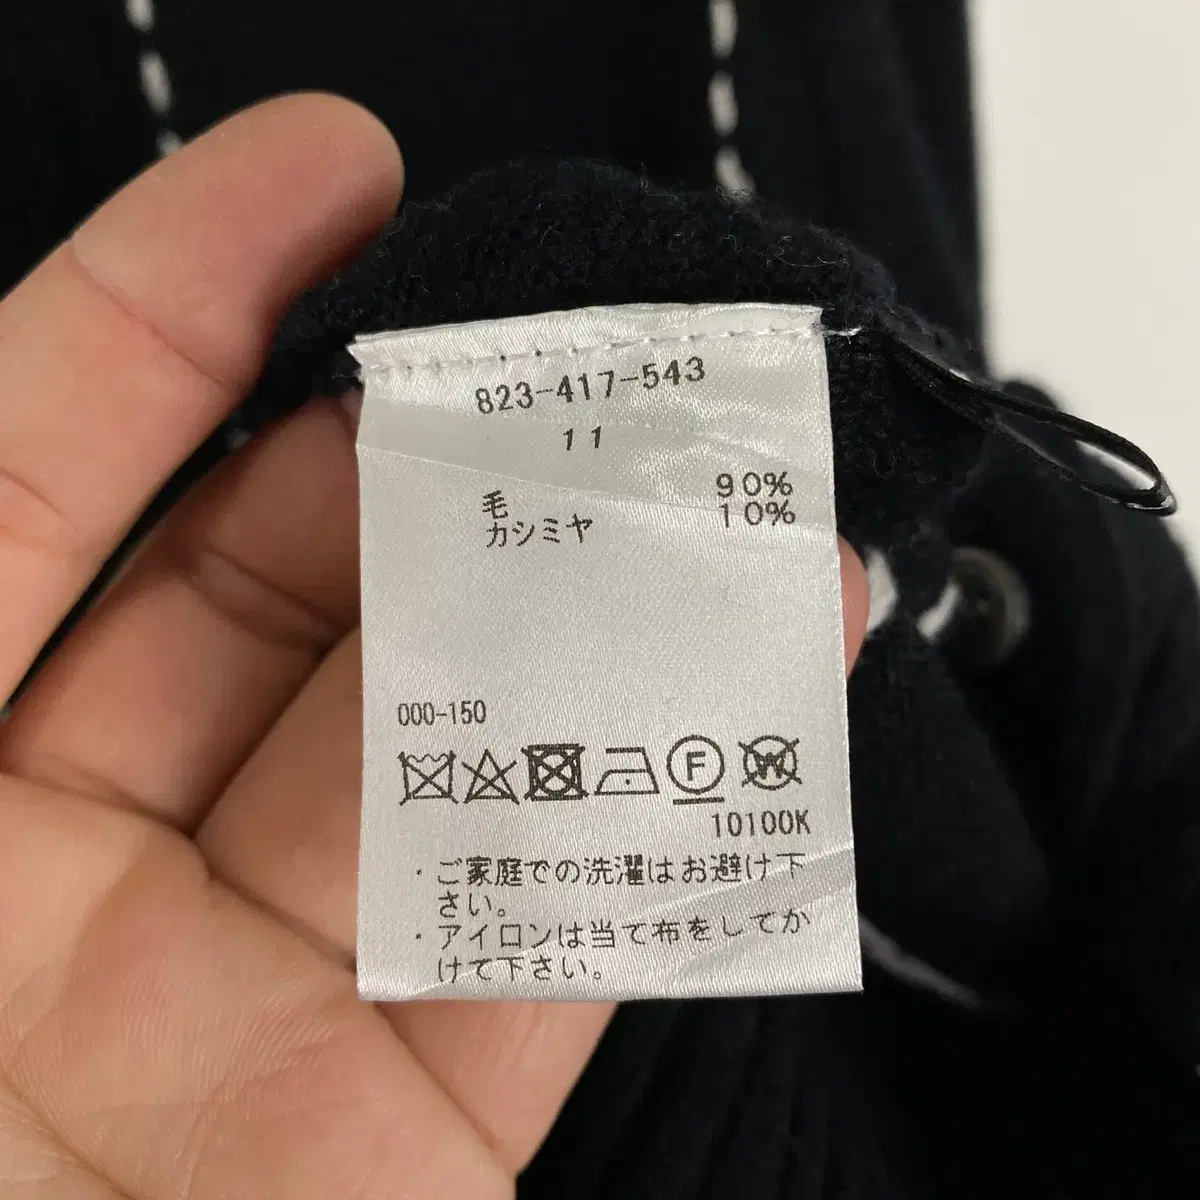 823-417-543
11
毛 90%
カシミヤ 10%
000-150
F W
10100K
・ご家庭での洗濯はお避け下
さい。
・アイロンは当て布をしてか
けて下さい。